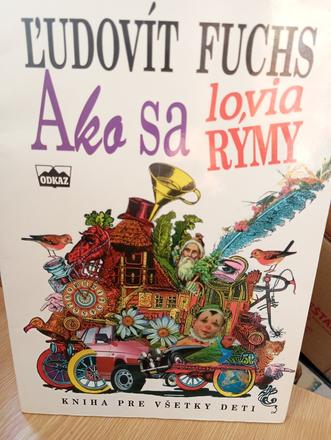 ĽUDOVÍT FUCHS
Ako sa lovia
RÝMY
ODKAZ
KNIHA PRE VŠETKY DETI